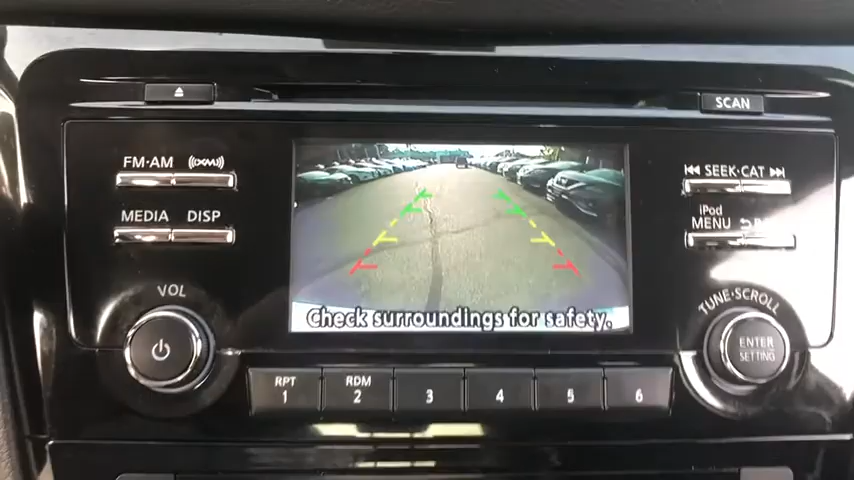 SCAN
FM·AM
(XM)
SEEK·CAT
MEDIA DISP
iPod
MENU
VOL
TUNE·SCROLL
Check surroundings for safety.
ENTER
SETTING
RPT
1
RDM
2
3
4
5
6